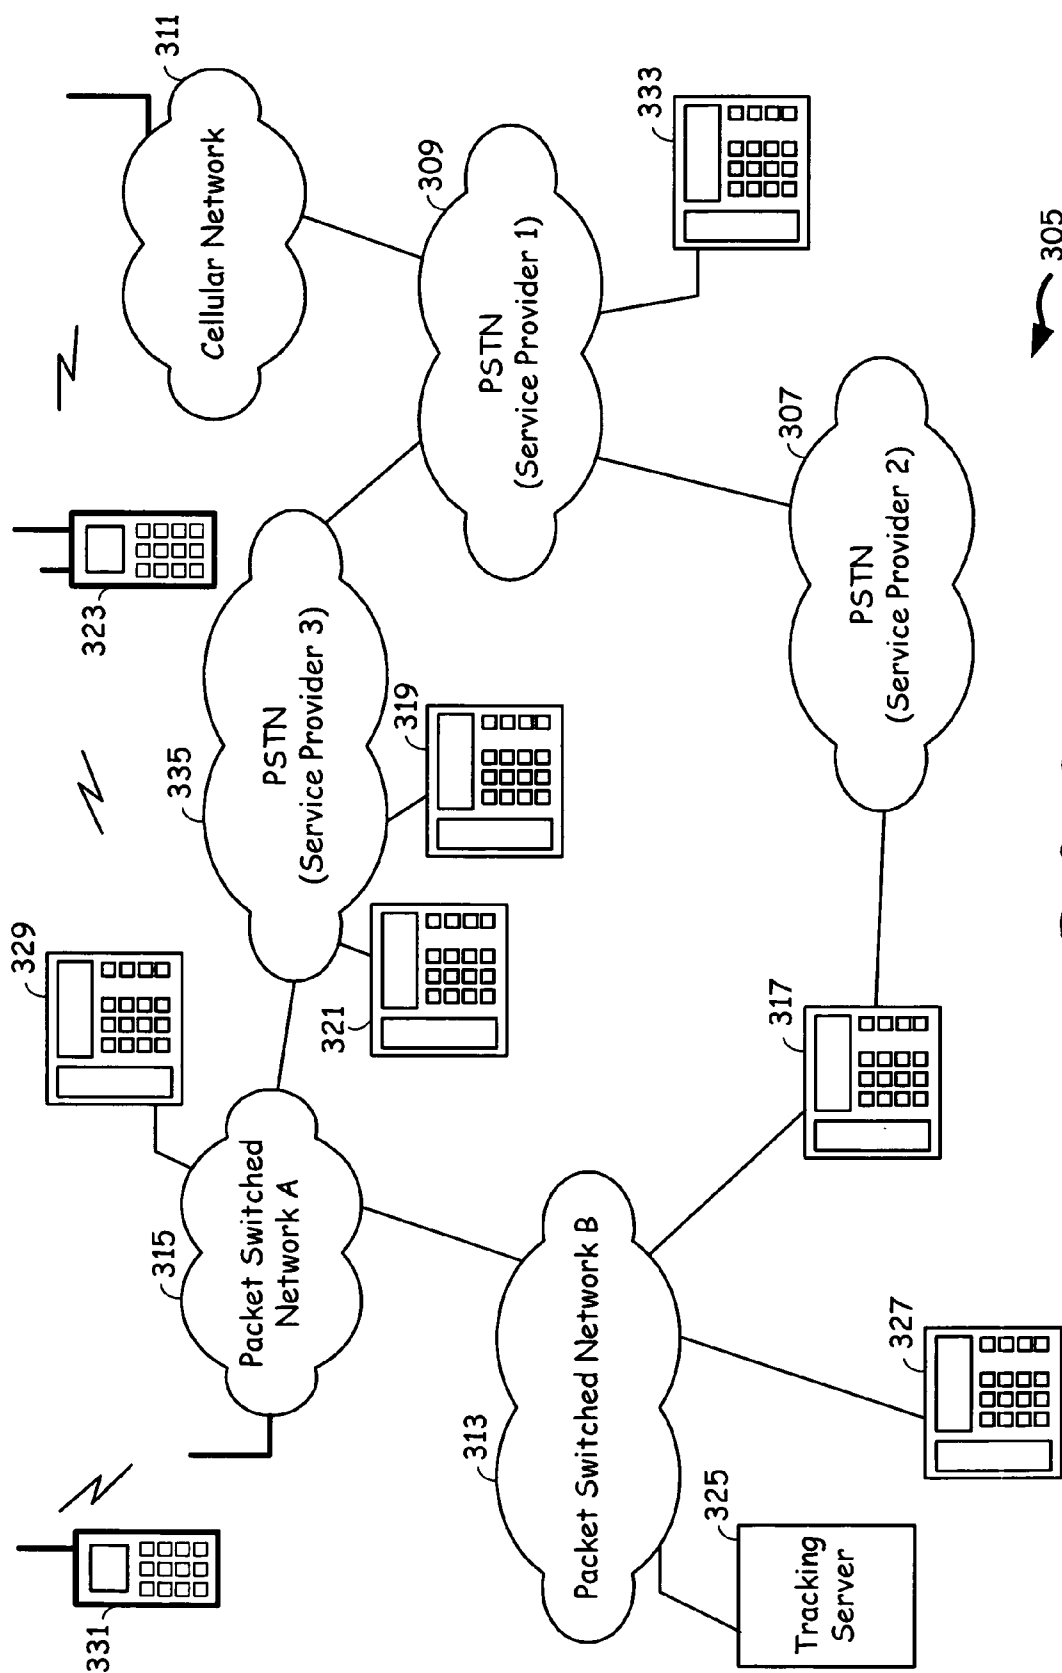 329
331
323
315
311
335
Cellular Network
Packet Switched
Network A
PSTN
(Service Provider 3)
321
319
309
313
PSTN
(Service Provider 1)
Packet Switched Network B
333
325
317
307
Tracking
Server
PSTN
(Service Provider 2)
327
305